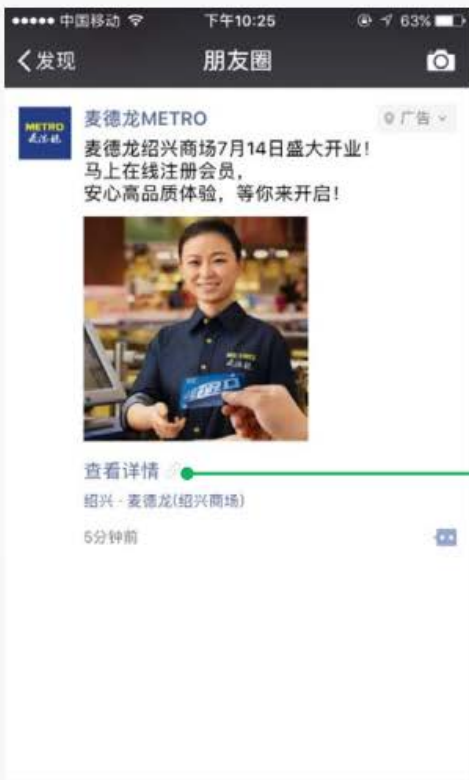 中国移动
下午10:25
63%
发现
朋友圈
METRO
麦德龙
麦德龙METRO
广告
麦德龙绍兴商场7月14日盛大开业！
马上在线注册会员，
安心高品质体验，等你来开启！
METRO
麦德龙
查看详情
绍兴 · 麦德龙(绍兴商场)
5分钟前